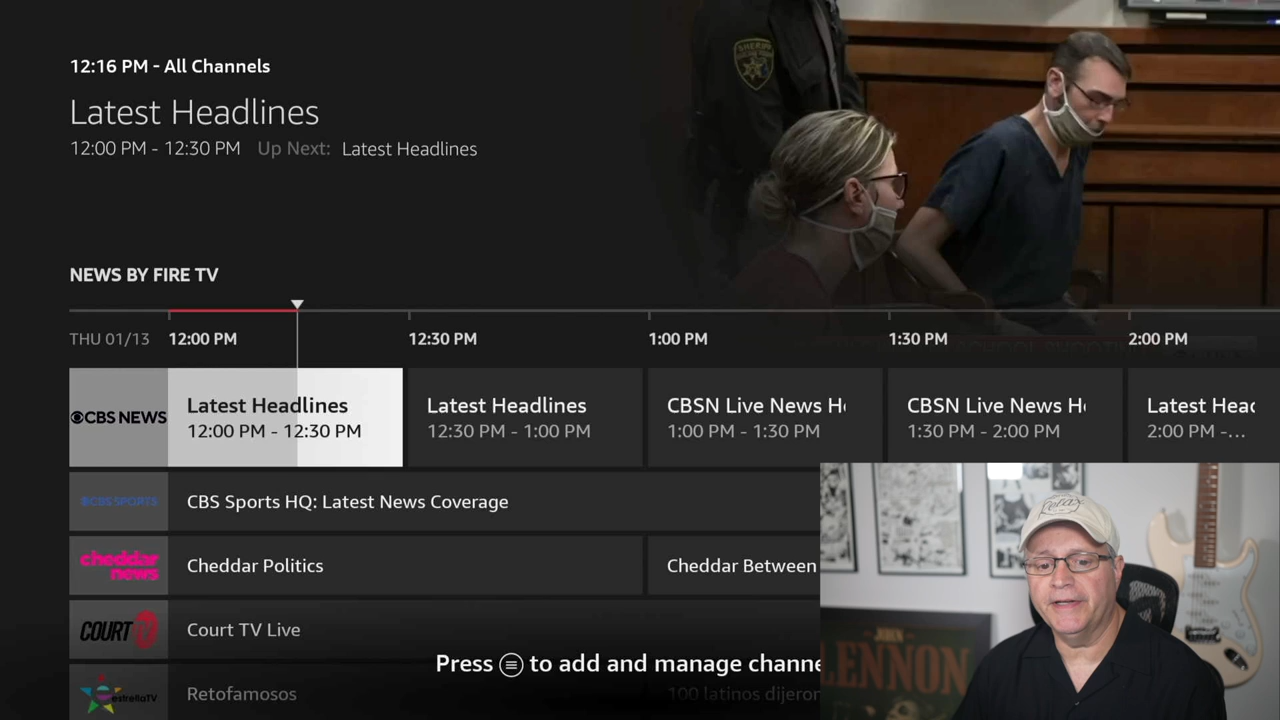 12:16 PM - All Channels
Latest Headlines
12:00 PM - 12:30 PM Up Next: Latest Headlines
SHERIFF
NEWS BY FIRE TV
THU 01/13 12:00 PM 12:30 PM 1:00 PM 1:30 PM 2:00 PM
CBS NEWS Latest Headlines Latest Headlines CBSN Live News H CBSN Live News H Latest Head
12:00 PM - 12:30 PM 12:30 PM - 1:00 PM 1:00 PM - 1:30 PM 1:30 PM - 2:00 PM 2:00 PM -...
CBS SPORTS CBS Sports HQ: Latest News Coverage
cheddar news Cheddar Politics Cheddar Between
COURT TV Court TV Live
Press to add and manage channe
estrellaTV Retofamosos 100 latinos dijeron
JOHN
LENNON